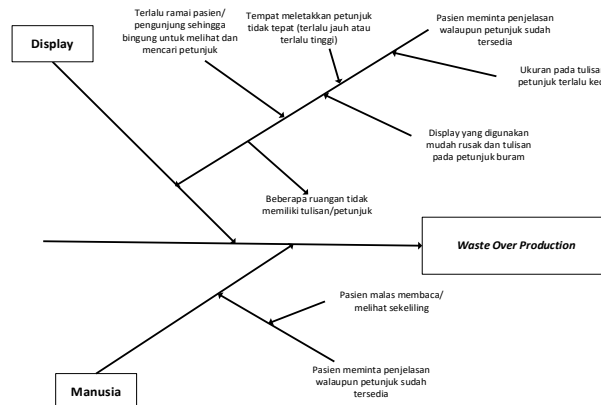 Display
Terlalu ramai pasien/
pengunjung sehingga
bingung untuk melihat dan
mencari petunjuk
Tempat meletakkan petunjuk
tidak tepat (terlalu jauh atau
terlalu tinggi)
Pasien meminta penjelasan
walaupun petunjuk sudah
tersedia
Ukuran pada tulisan
petunjuk terlalu kec
Display yang digunakan
mudah rusak dan tulisan
pada petunjuk buram
Beberapa ruangan tidak
memiliki tulisan/petunjuk
Waste Over Production
Pasien malas membaca/
melihat sekeliling
Pasien meminta penjelasan
walaupun petunjuk sudah
tersedia
Manusia